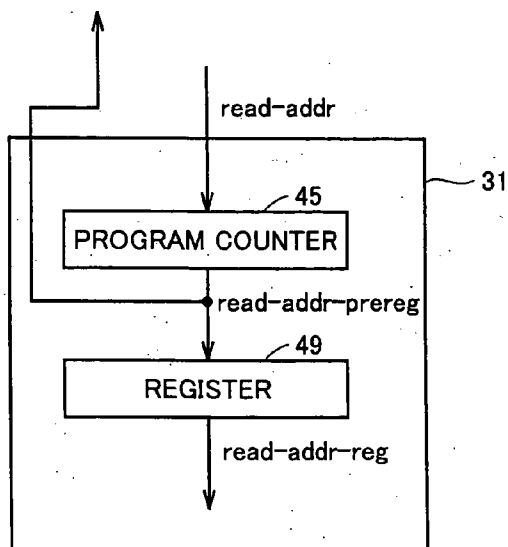 read-addr
31
45
PROGRAM COUNTER
read-addr-prereg
49
REGISTER
read-addr-reg